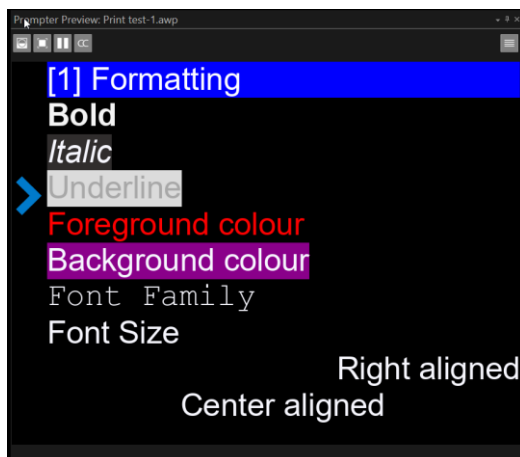 Prompter Preview: Print test-1.awp
CC
[1] Formatting
Bold
Italic
Underline
Foreground colour
Background colour
Font Family
Font Size
Right aligned
Center aligned